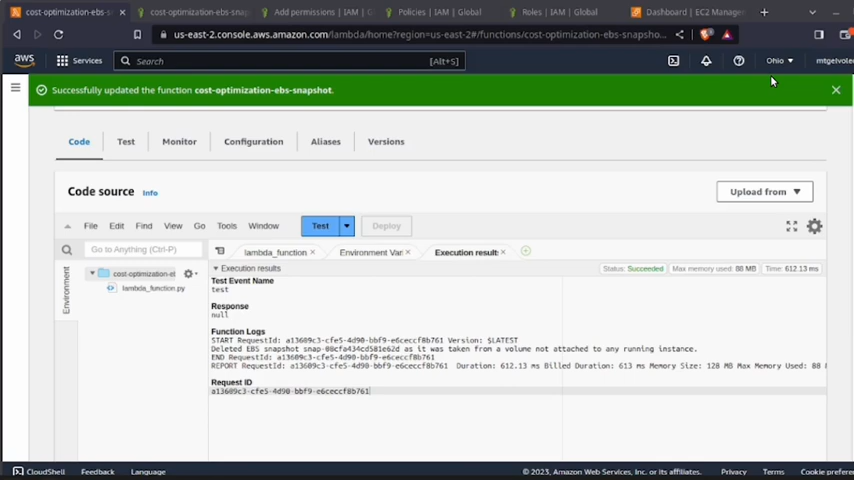 cost-optimization-ebs-s
cost-optimization-ebs-snap
Add permissions | IAM | G
Policies | IAM | Global
Roles | IAM | Global
Dashboard | EC2 Manage
us-east-2.console.aws.amazon.com/lambda/home?region=us-east-2#/functions/cost-optimization-ebs-snapsho...
aws
Services
Search
[Alt+S]
Ohio
mtgetvolec
Successfully updated the function cost-optimization-ebs-snapshot.
Code
Test
Monitor
Configuration
Aliases
Versions
Code source
Info
Upload from
File
Edit
Find
View
Go
Tools
Window
Test
Deploy
Go to Anything (Ctrl-P)
lambda_function
Environment Var
Execution result
Environment
cost-optimization-el
lambda_function.py
Execution results
Status: Succeeded
Max memory used: 88 MB
Time: 612.13 ms
Test Event Name
test
Response
null
Function Logs
START RequestId: a13609c3-cfe5-4d90-bbf9-e6ceccf8b761 Version: $LATEST
Deleted EBS snapshot snap-08cfa434cd581e62d as it was taken from a volume not attached to any running instance.
END RequestId: a13609c3-cfe5-4d90-bbf9-e6ceccf8b761
REPORT RequestId: a13609c3-cfe5-4d90-bbf9-e6ceccf8b761 Duration: 612.13 ms Billed Duration: 613 ms Memory Size: 128 MB Max Memory Used: 88 M
Request ID
a13609c3-cfe5-4d90-bbf9-e6ceccf8b761
CloudShell
Feedback
Language
© 2023, Amazon Web Services, Inc. or its affiliates.
Privacy
Terms
Cookie preferen